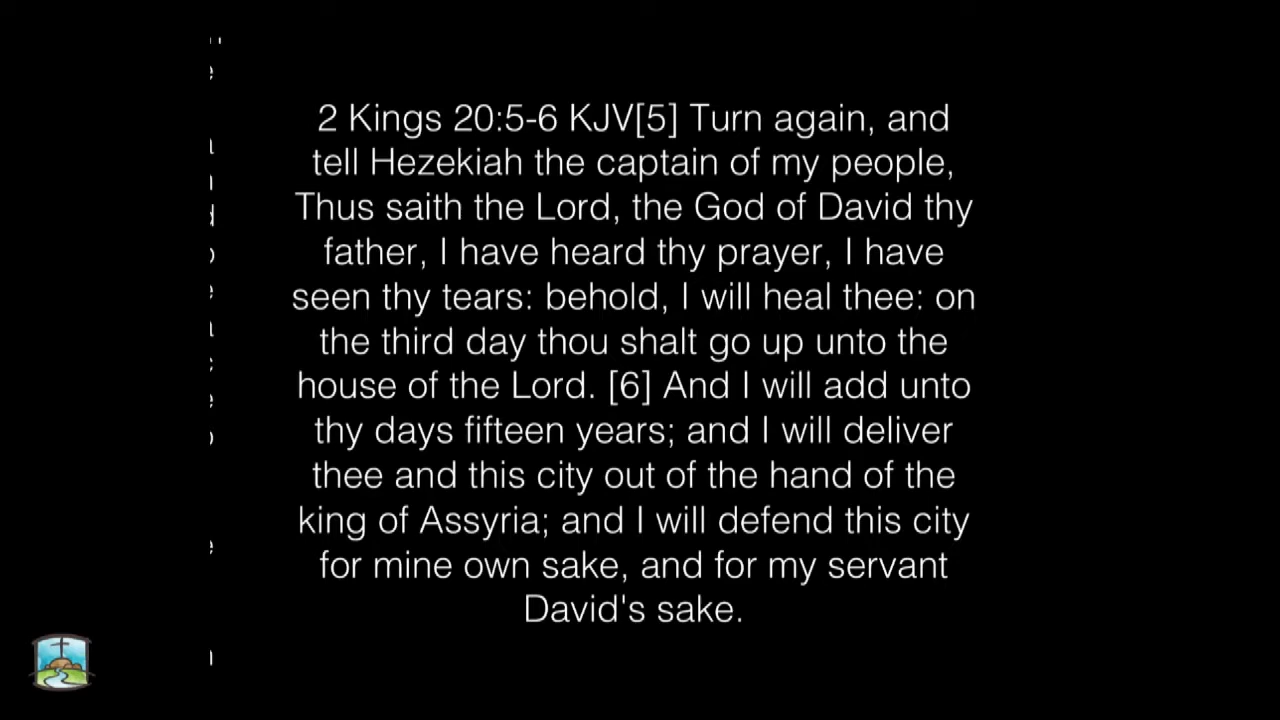 2 Kings 20:5-6 KJV[5] Turn again, and
tell Hezekiah the captain of my people,
Thus saith the Lord, the God of David thy
father, I have heard thy prayer, I have
seen thy tears: behold, I will heal thee: on
the third day thou shalt go up unto the
house of the Lord. [6] And I will add unto
thy days fifteen years; and I will deliver
thee and this city out of the hand of the
king of Assyria; and I will defend this city
for mine own sake, and for my servant
David's sake.